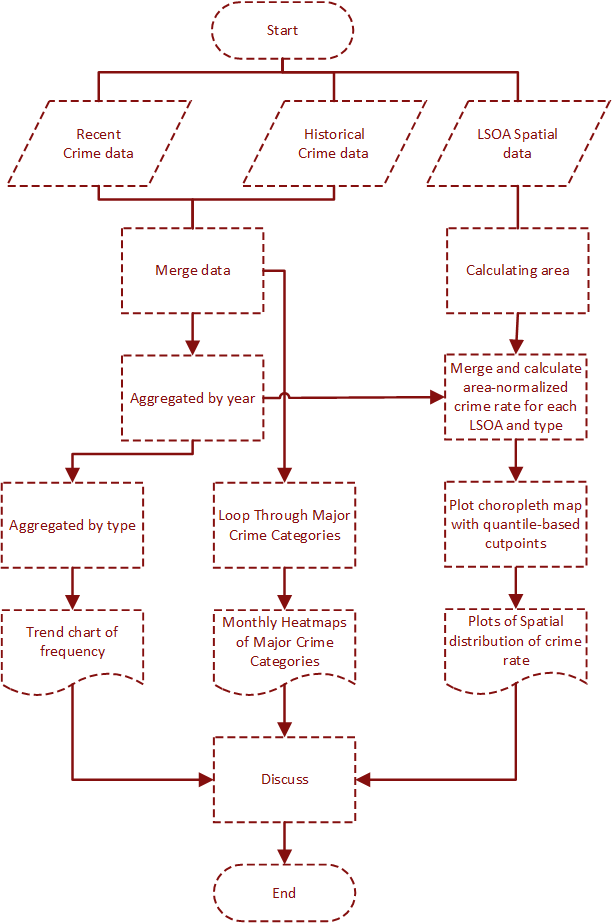 Start
Recent
Crime data
Historical
Crime data
LSOA Spatial
data
Merge data
Calculating area
Aggregated by year
Merge and calculate
area-normalized
crime rate for each
LSOA and type
Aggregated by type
Loop Through Major
Crime Categories
Plot choropleth map
with quantile-based
cutpoints
Trend chart of
frequency
Monthly Heatmaps
of Major Crime
Categories
Plots of Spatial
distribution of crime
rate
Discuss
End